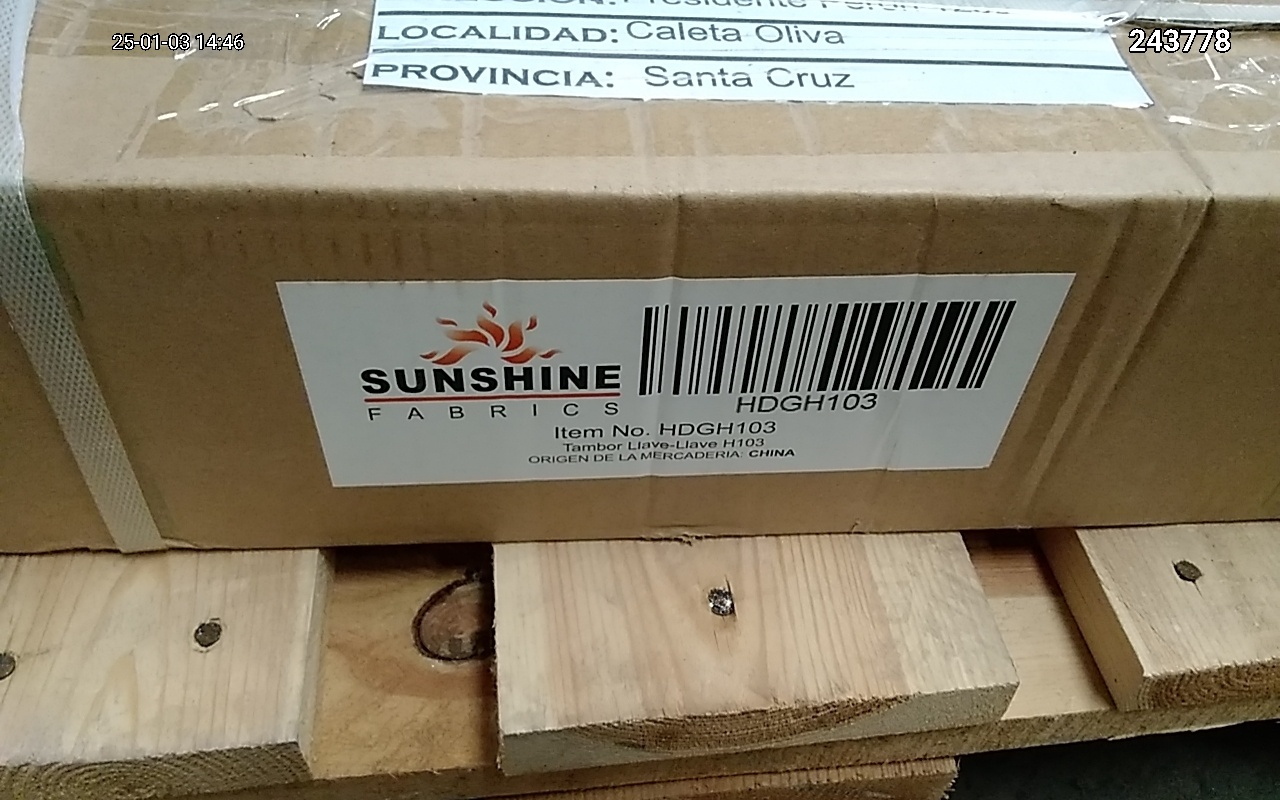 25-01-03 14:46
243778
LOCALIDAD: Caleta Oliva
PROVINCIA: Santa Cruz
SUNSHINE
FABRICS
HDGH103
Item No. HDGH103
Tambor Llave-Llave H103
ORIGEN DE LA MERCADERIA: CHINA